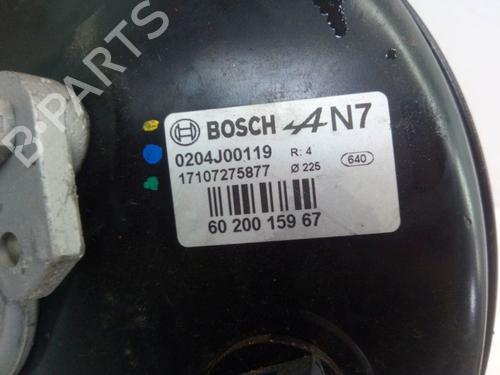 B-PARTS
BOSCH N7
0204J00119 R: 4
17107275877 Ø 225 640
60 200 159 67